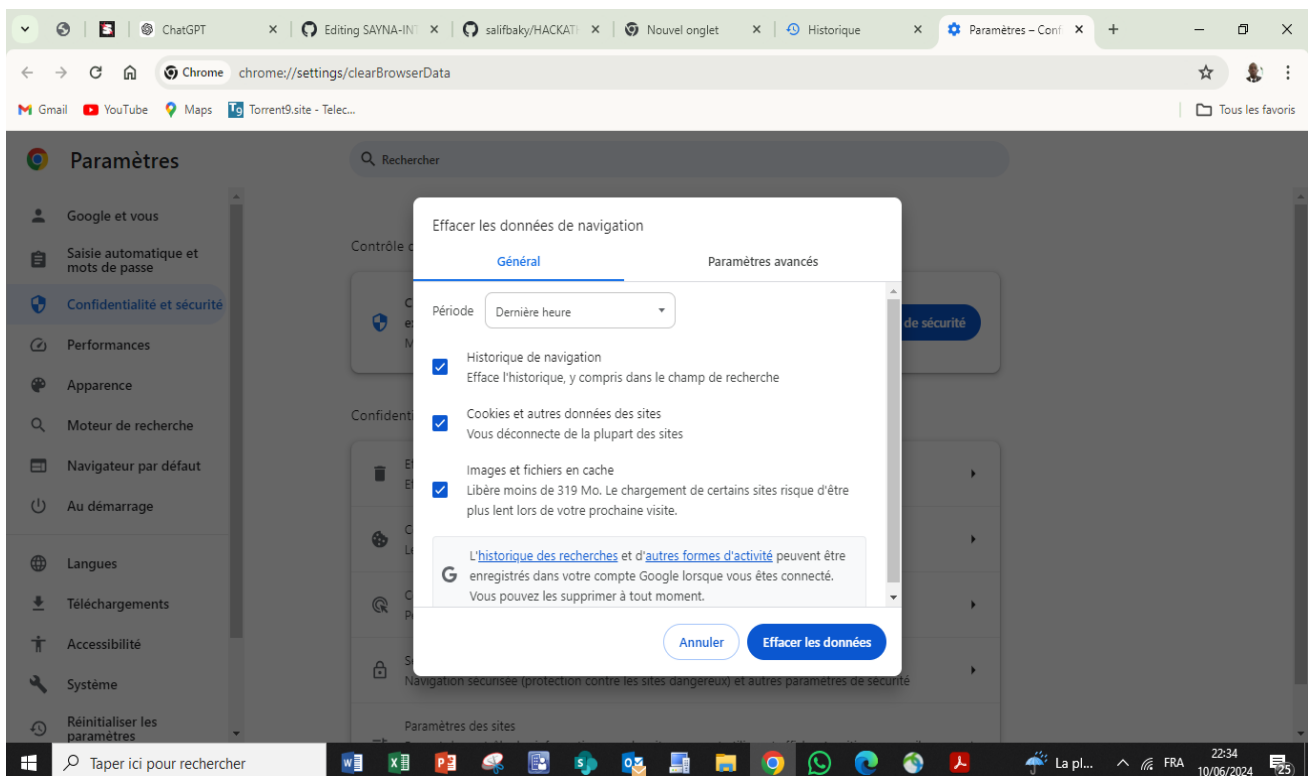 ChatGPT
Editing SAYNA-INT
salifbaky/HACKATH
Nouvel onglet
Historique
Paramètres – Conf
Chrome
chrome://settings/clearBrowserData
Gmail
YouTube
Maps
Torrent9.site - Telec...
Tous les favoris
Paramètres
Rechercher
Google et vous
Saisie automatique et
mots de passe
Confidentialité et sécurité
Performances
Apparence
Moteur de recherche
Navigateur par défaut
Au démarrage
Langues
Téléchargements
Accessibilité
Système
Réinitialiser les
paramètres
Contrôle
de sécurité
Confidenti
Effacer les données de navigation
Général
Paramètres avancés
Période
Dernière heure
Historique de navigation
Efface l'historique, y compris dans le champ de recherche
Cookies et autres données des sites
Vous déconnecte de la plupart des sites
Images et fichiers en cache
Libère moins de 319 Mo. Le chargement de certains sites risque d'être
plus lent lors de votre prochaine visite.
L'historique des recherches et d'autres formes d'activité peuvent être
enregistrés dans votre compte Google lorsque vous êtes connecté.
Vous pouvez les supprimer à tout moment.
Annuler
Effacer les données
Navigation sécurisée (protection contre les sites dangereux) et autres paramètres de sécurité
Paramètres des sites
Taper ici pour rechercher
La pl...
FRA
22:34
10/06/2024
25